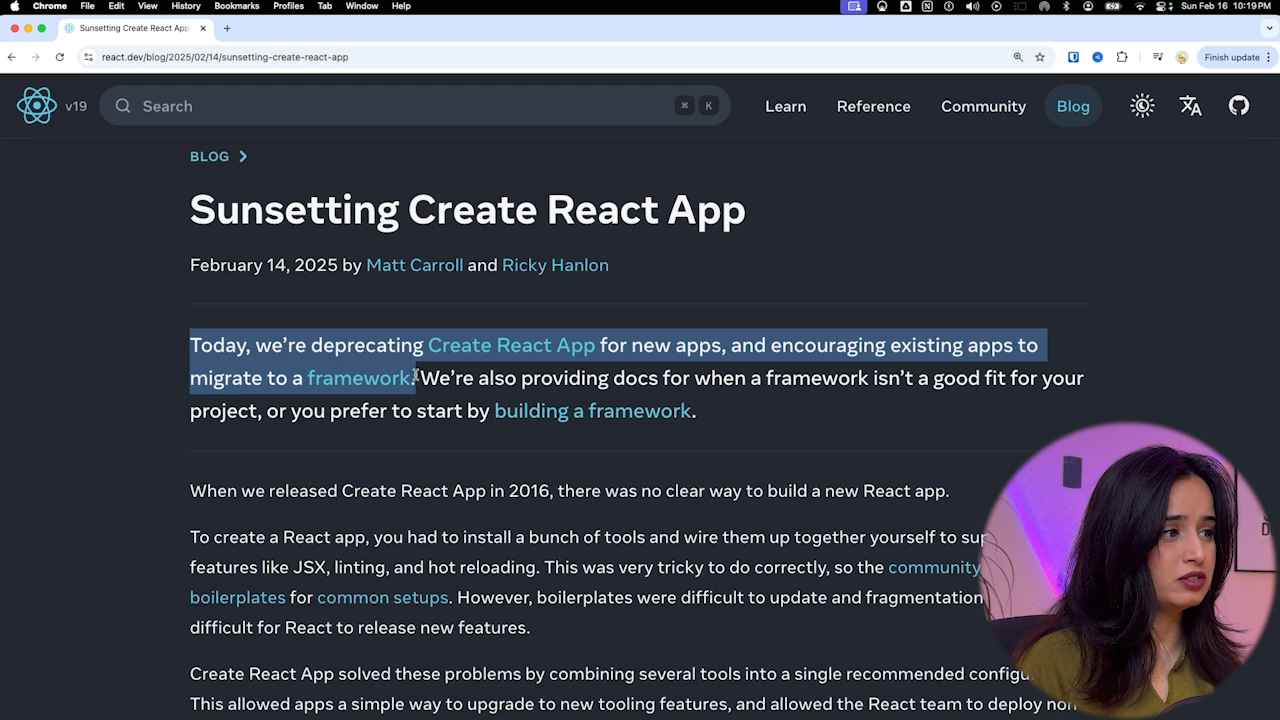 Chrome File Edit View History Bookmarks Profiles Tab Window Help Sun Feb 16 10:19 PM
Sunsetting Create React App
react.dev/blog/2025/02/14/sunsetting-create-react-app Finish update
v19 Search ⌘ K Learn Reference Community Blog
BLOG
Sunsetting Create React App
February 14, 2025 by Matt Carroll and Ricky Hanlon
Today, we’re deprecating Create React App for new apps, and encouraging existing apps to
migrate to a framework. We’re also providing docs for when a framework isn’t a good fit for your
project, or you prefer to start by building a framework.
When we released Create React App in 2016, there was no clear way to build a new React app.
To create a React app, you had to install a bunch of tools and wire them up together yourself to sup
features like JSX, linting, and hot reloading. This was very tricky to do correctly, so the community
boilerplates for common setups. However, boilerplates were difficult to update and fragmentation
difficult for React to release new features.
Create React App solved these problems by combining several tools into a single recommended configu
This allowed apps a simple way to upgrade to new tooling features, and allowed the React team to deploy non-